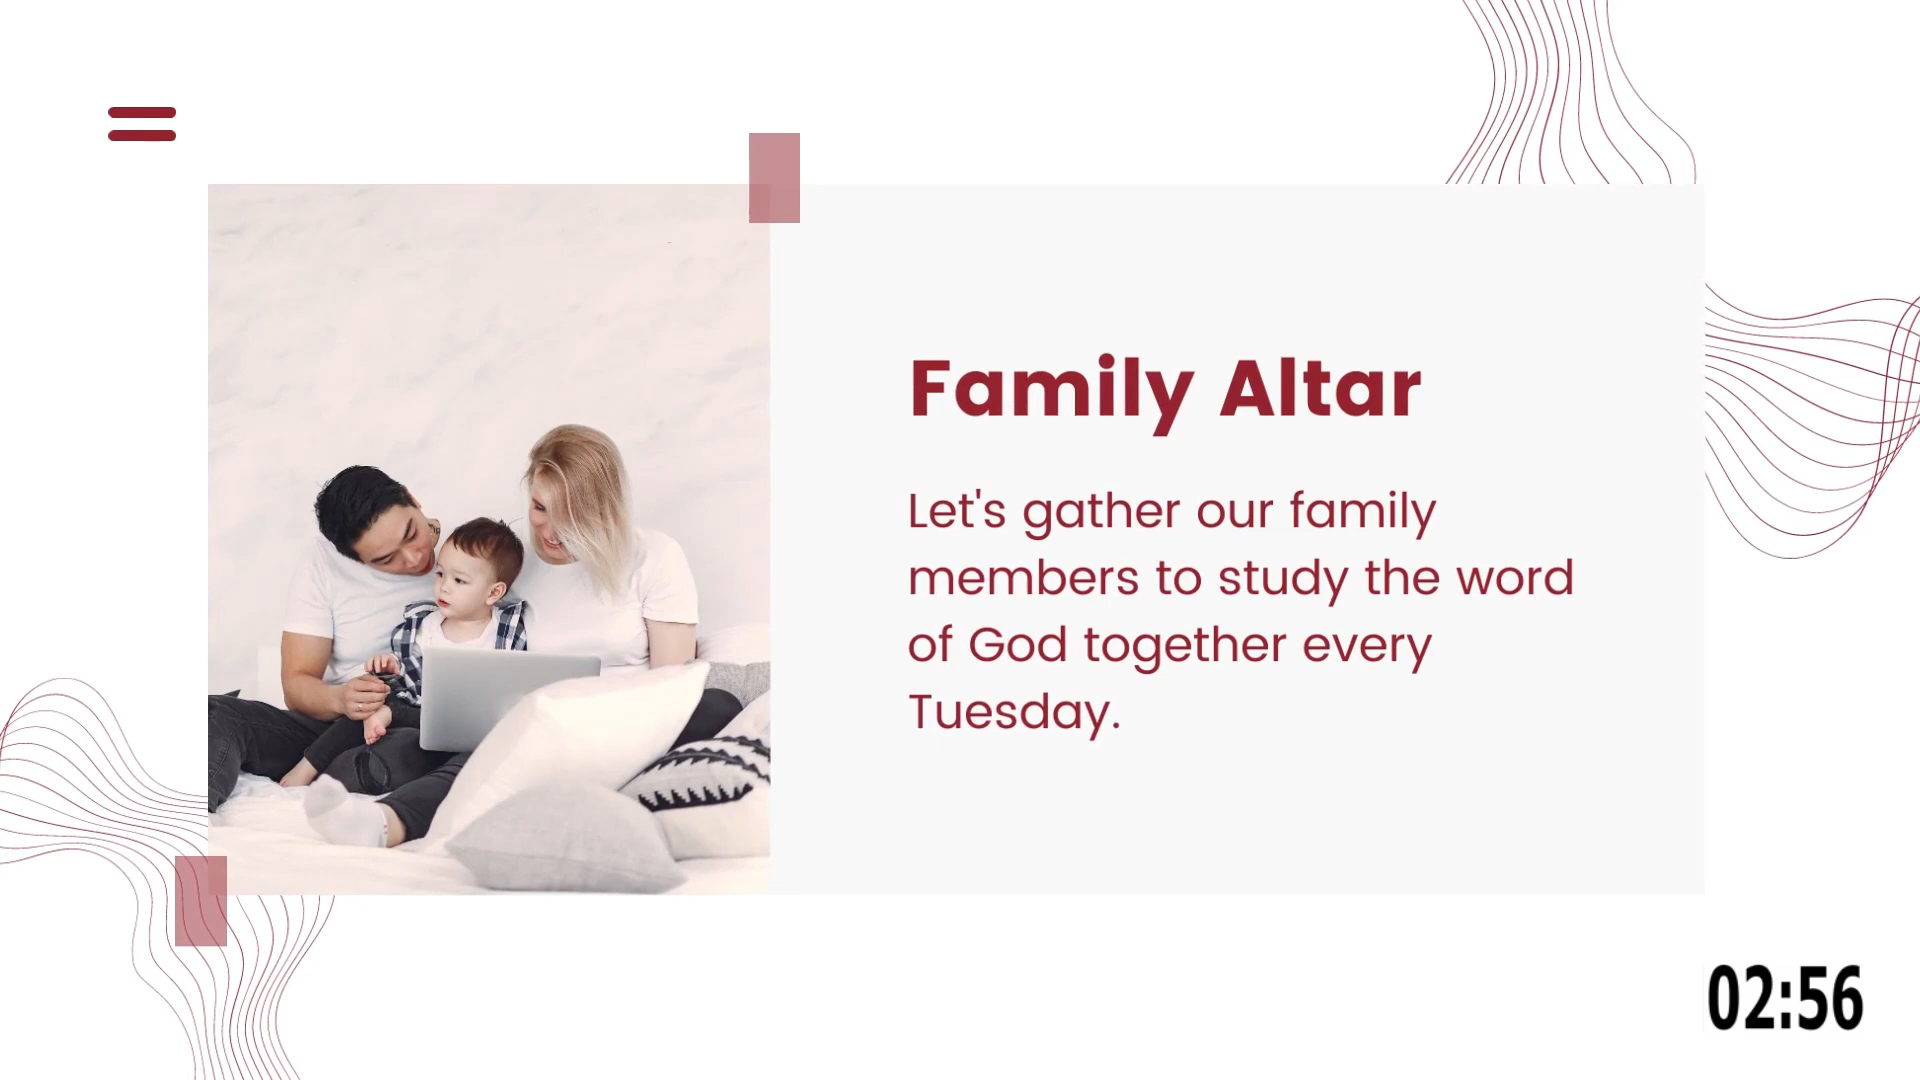 Family Altar
Let's gather our family
members to study the word
of God together every
Tuesday.
02:56